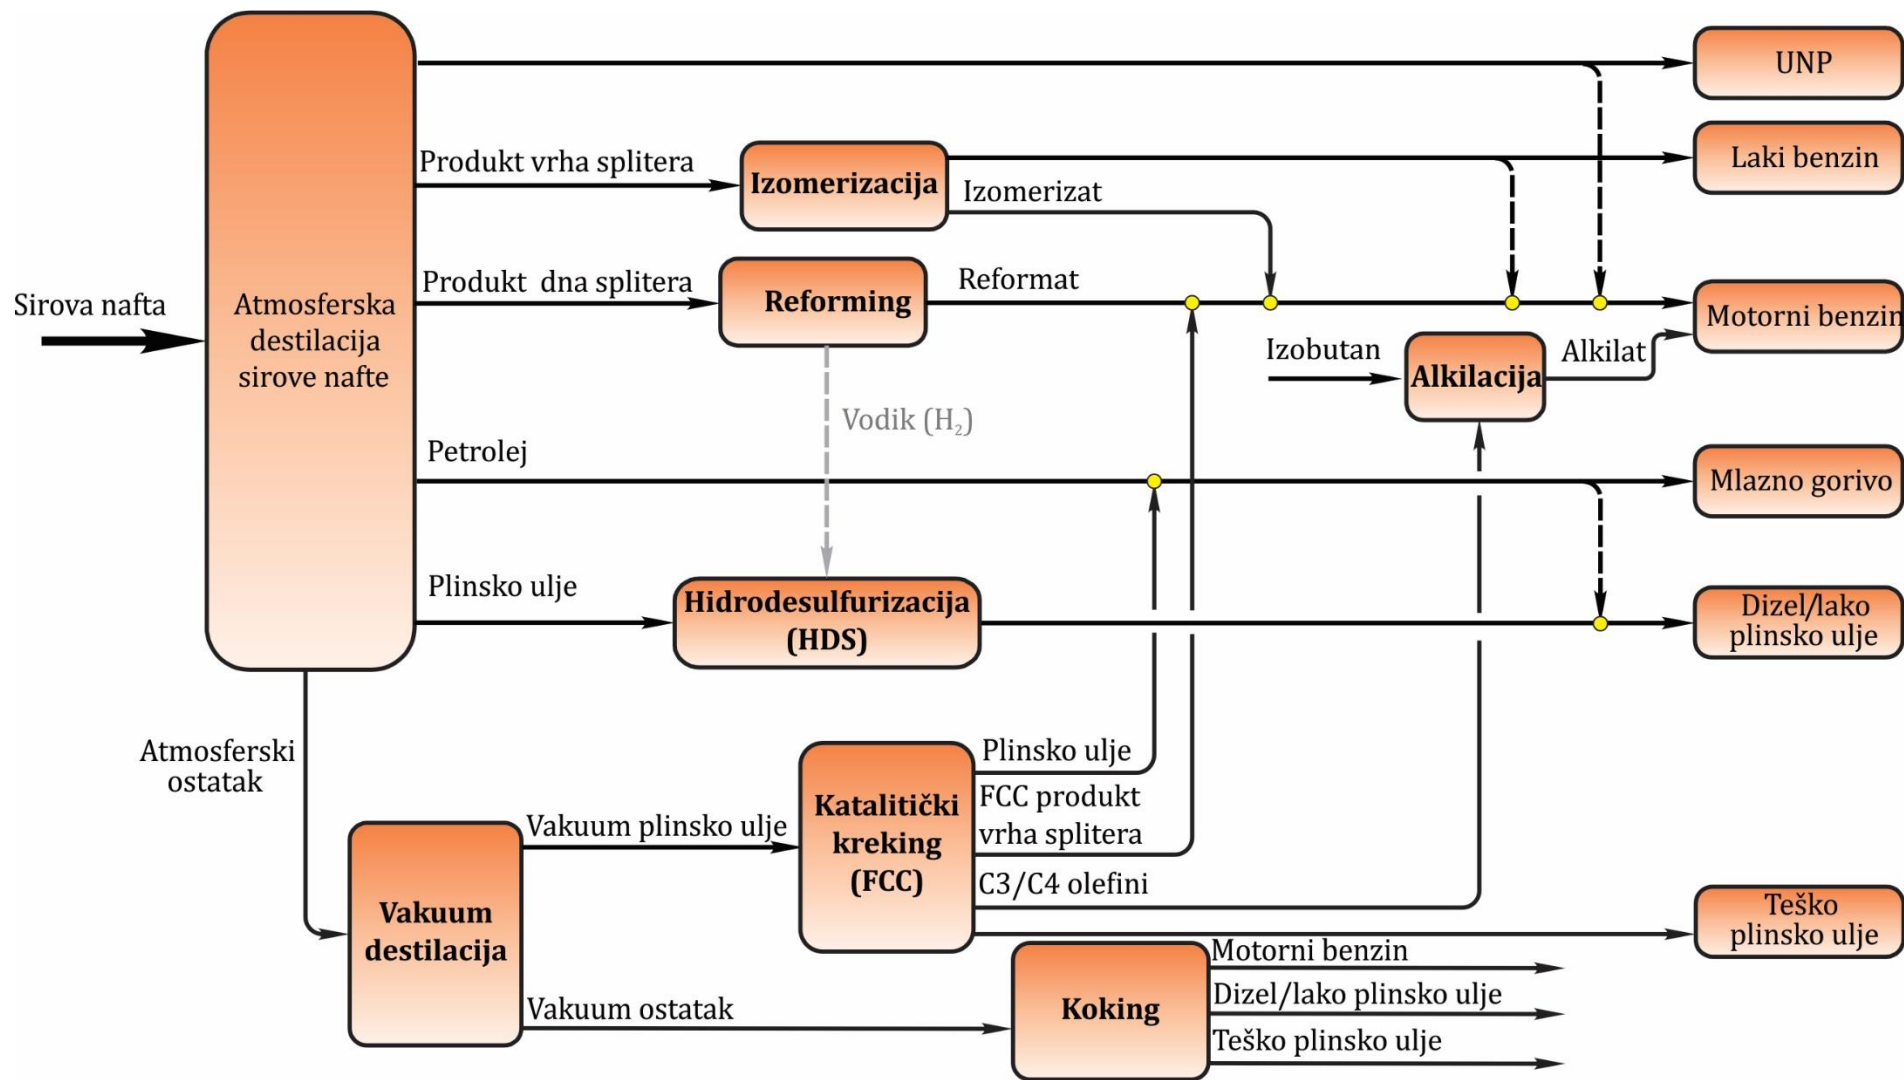 UNP
Produkt vrha splitera
Izomerizacija
Laki benzin
Izomerizat
Sirova nafta
Atmosferska
destilacija
sirove nafte
Produkt dna splitera
Reforming
Reformat
Motorni benzin
Izobutan
Alkilacija
Alkilat
Vodik (H₂)
Petrolej
Mlazno gorivo
Plinsko ulje
Hidrodesulfurizacija
(HDS)
Dizel/lako
plinsko ulje
Atmosferski
ostatak
Vakuum
destilacija
Vakuum plinsko ulje
Katalitički
kreking
(FCC)
Plinsko ulje
FCC produkt
vrha splitera
C3/C4 olefini
Teško
plinsko ulje
Vakuum ostatak
Koking
Motorni benzin
Dizel/lako plinsko ulje
Teško plinsko ulje